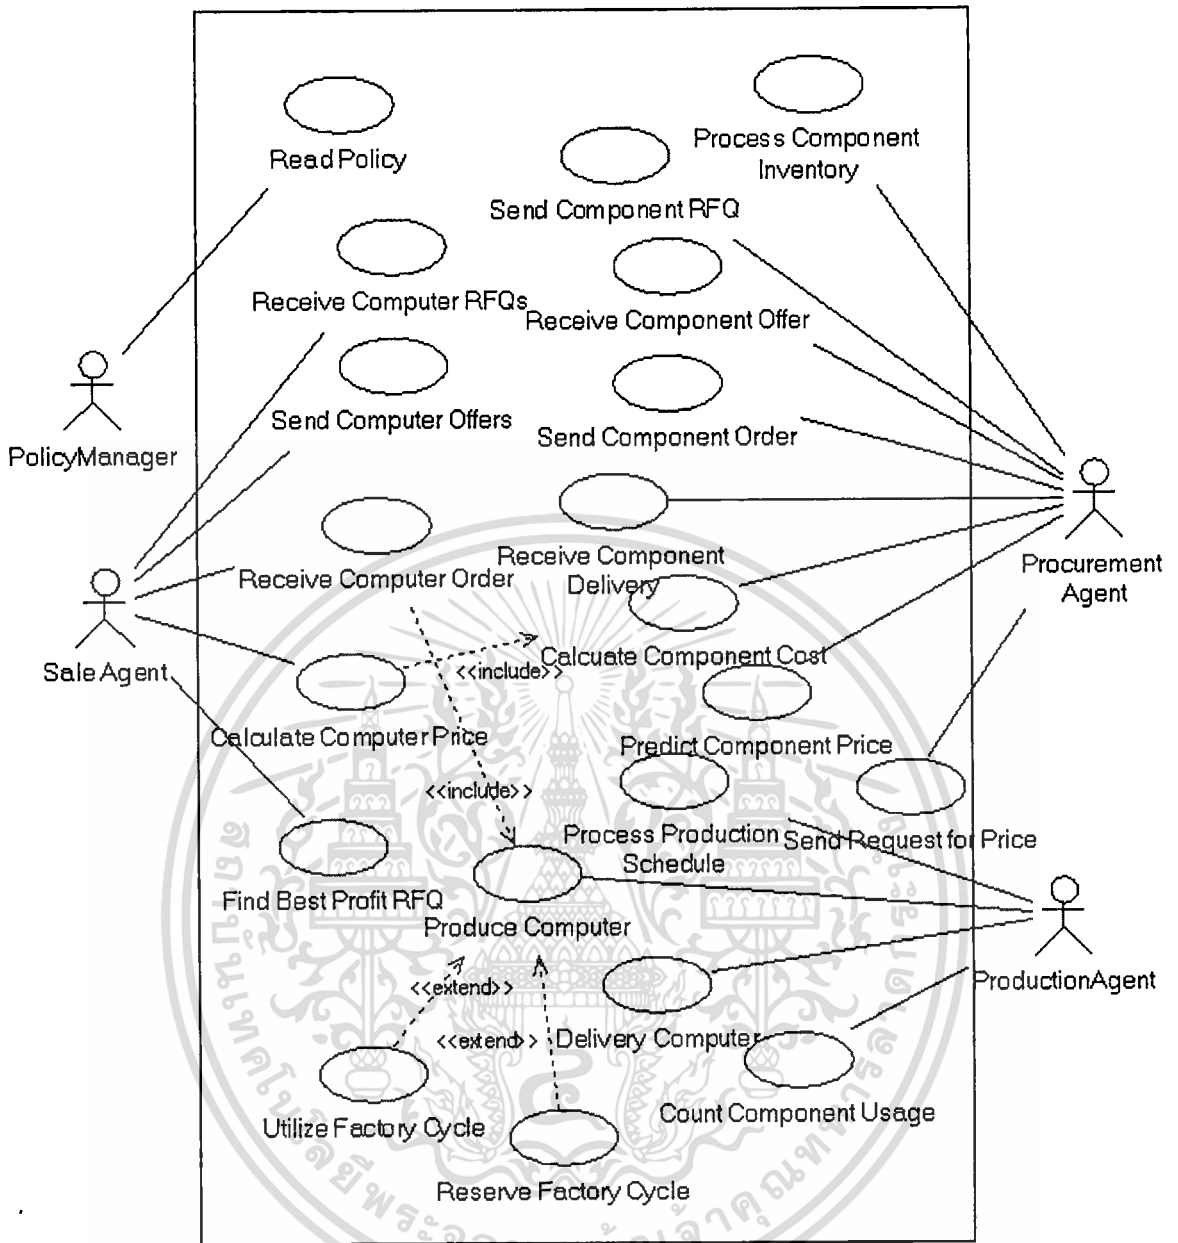 Read Policy
Process Component
Inventory
Send Component RFQ
Receive Computer RFQs
Receive Component Offer
Send Computer Offers
Send Component Order
PolicyManager
Receive Computer Order
Receive Component
Delivery
Procurement
Agent
Sale Agent
<<include>>
Calcuate Component Cost
Calculate Computer Price
Predict Component Price
<<include>>
Process Production
Schedule
Send Request for Price
Find Best Profit RFQ
Produce Computer
ProductionAgent
<<extend>>
<<extend>>
Delivery Computer
Utilize Factory Cycle
Count Component Usage
Reserve Factory Cycle